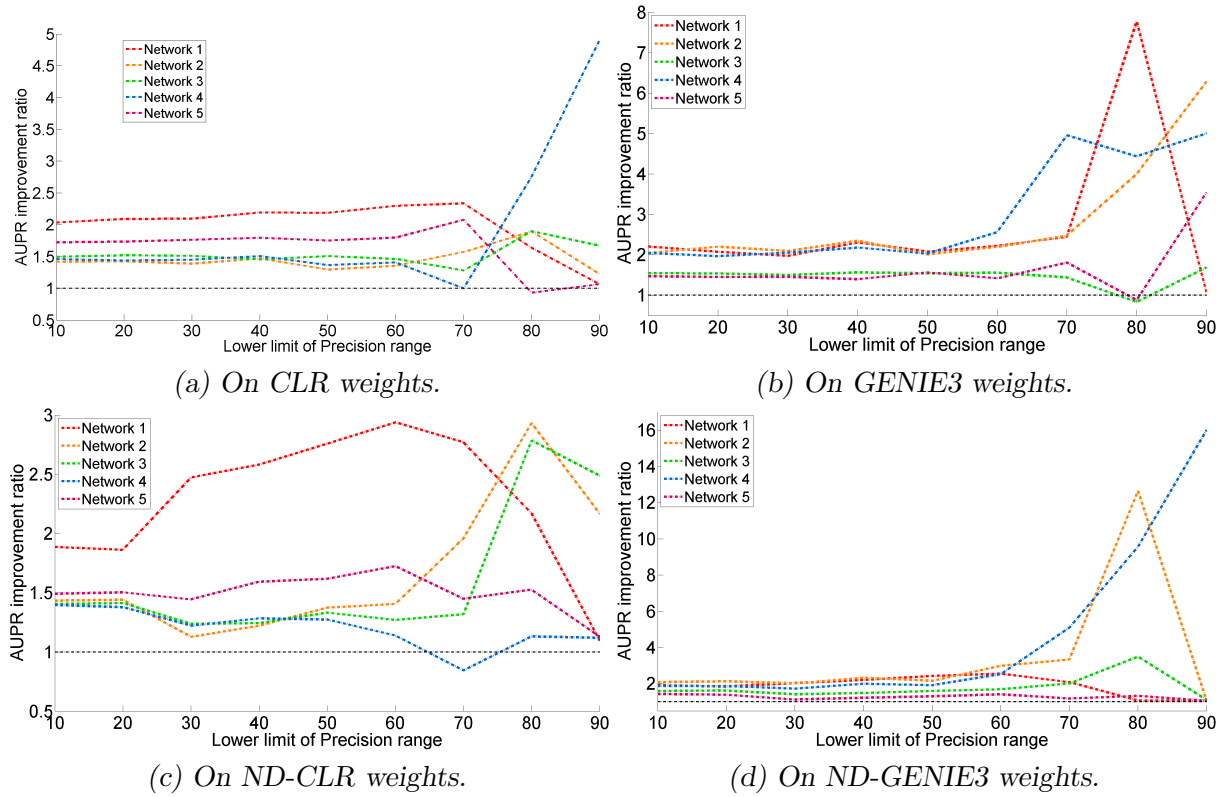 5
4.5
4
3.5
3
2.5
2
1.5
1
0.5
AUPR improvement ratio
Network 1
Network 2
Network 3
Network 4
Network 5
10 20 30 40 50 60 70 80 90
Lower limit of Precision range
(a) On CLR weights.
8
7
6
5
4
3
2
1
AUPR improvement ratio
Network 1
Network 2
Network 3
Network 4
Network 5
10 20 30 40 50 60 70 80 90
Lower limit of Precision range
(b) On GENIE3 weights.
3
2.5
2
1.5
1
0.5
AUPR improvement ratio
Network 1
Network 2
Network 3
Network 4
Network 5
10 20 30 40 50 60 70 80 90
Lower limit of Precision range
(c) On ND-CLR weights.
16
14
12
10
8
6
4
2
AUPR improvement ratio
Network 1
Network 2
Network 3
Network 4
Network 5
10 20 30 40 50 60 70 80 90
Lower limit of Precision range
(d) On ND-GENIE3 weights.